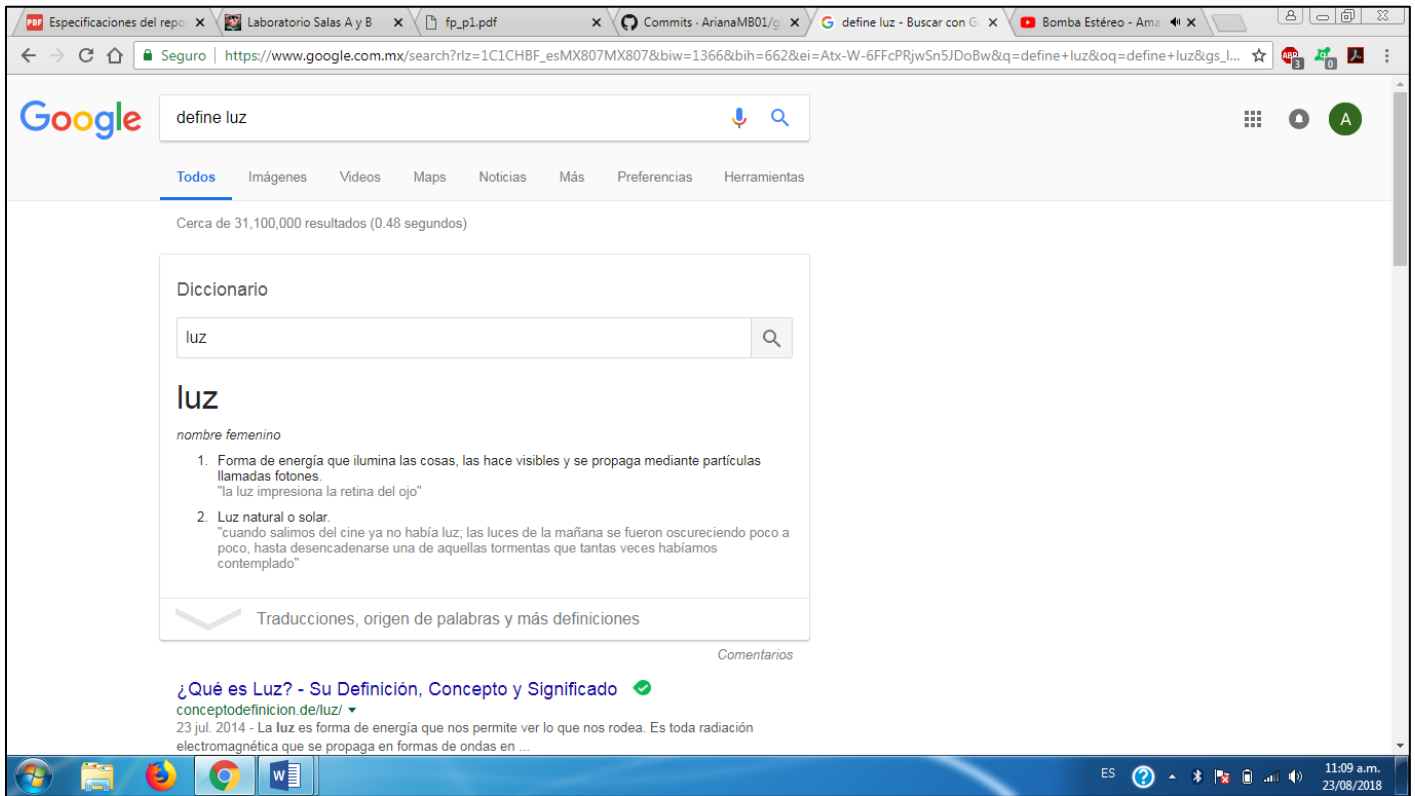 Especificaciones del repo
Laboratorio Salas A y B
fp_p1.pdf
Commits · ArianaMB01/g
define luz - Buscar con G
Bomba Estéreo - Ama
Seguro | https://www.google.com.mx/search?rlz=1C1CHBF_esMX807MX807&biw=1366&bih=662&ei=Atx-W-6FFcPRjwSn5JDoBw&q=define+luz&oq=define+luz&gs_l...
ABP
3
0
Google
define luz
A
Todos Imágenes Videos Maps Noticias Más Preferencias Herramientas
Cerca de 31,100,000 resultados (0.48 segundos)
Diccionario
luz
luz
nombre femenino
1. Forma de energía que ilumina las cosas, las hace visibles y se propaga mediante partículas
llamadas fotones.
"la luz impresiona la retina del ojo"
2. Luz natural o solar.
"cuando salimos del cine ya no había luz; las luces de la mañana se fueron oscureciendo poco a
poco, hasta desencadenarse una de aquellas tormentas que tantas veces habíamos
contemplado"
Traducciones, origen de palabras y más definiciones
Comentarios
¿Qué es Luz? - Su Definición, Concepto y Significado
conceptodefinicion.de/luz/
23 jul. 2014 - La luz es forma de energía que nos permite ver lo que nos rodea. Es toda radiación
electromagnética que se propaga en formas de ondas en ...
ES
11:09 a.m.
23/08/2018